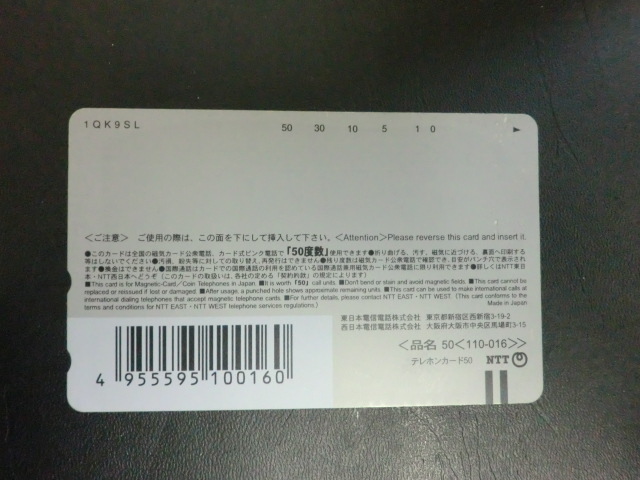 1QK9SL 50 30 10 5 1 0
＜ご注意＞ ご使用の際は、この面を下にして挿入して下さい。＜Attention＞Please reverse this card and insert it.
●このカードは全国の磁気カード公衆電話、カード式ピンク電話で「50度数」使用できます●折り曲げる、汚す、磁気に近づける、裏面へ印刷する
等はしないでください●汚損、紛失等に対しての取り替え、再発行はできません●残り度数は磁気カード公衆電話で確認でき、目安がパンチ穴で表示され
ます●換金はできません●国際通話はカードでの国際通話の利用を認めている国際通話兼用磁気カード公衆電話に限り利用できます●詳しくはNTT東日
本・NTT西日本へどうぞ（このカードの取扱いは、各社の定める「契約約款」の規定によります）
■This card is for Magnetic-Card／Coin Telephones in Japan. ■It is worth「50」call units. ■Don't bend or stain and avoid magnetic fields. ■This card cannot be
replaced or reissued if lost or damaged. ■After usage, a punched hole shows approximate remaining units. ■This card can be used to make international calls at
international dialing telephones that accept magnetic telephone cards. ■For further details, please contact NTT EAST・NTT WEST. (This card conforms to the
terms and conditions for NTT EAST・NTT WEST telephone services regulations.) Made in Japan
東日本電信電話株式会社 東京都新宿区西新宿3-19-2
西日本電信電話株式会社 大阪府大阪市中央区馬場町3-15
＜品名 50＜110-016＞
テレホンカード50 NTT
4 955595 100160